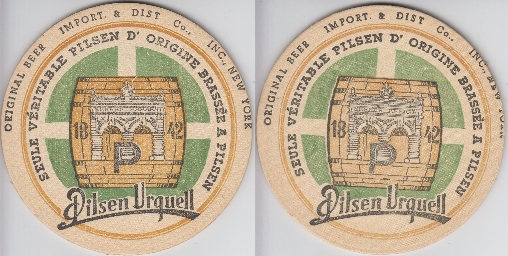 ORIGINAL BEER IMPORT. & DIST Co., INC., NEW YORK
SEULE VÉRITABLE PILSEN D' ORIGINE BRASSÉE A PILSEN
18 42
P
Pilsen Urquell
ORIGINAL BEER IMPORT. & DIST Co., INC., NEW YORK
SEULE VÉRITABLE PILSEN D' ORIGINE BRASSÉE A PILSEN
18 42
P
Pilsen Urquell